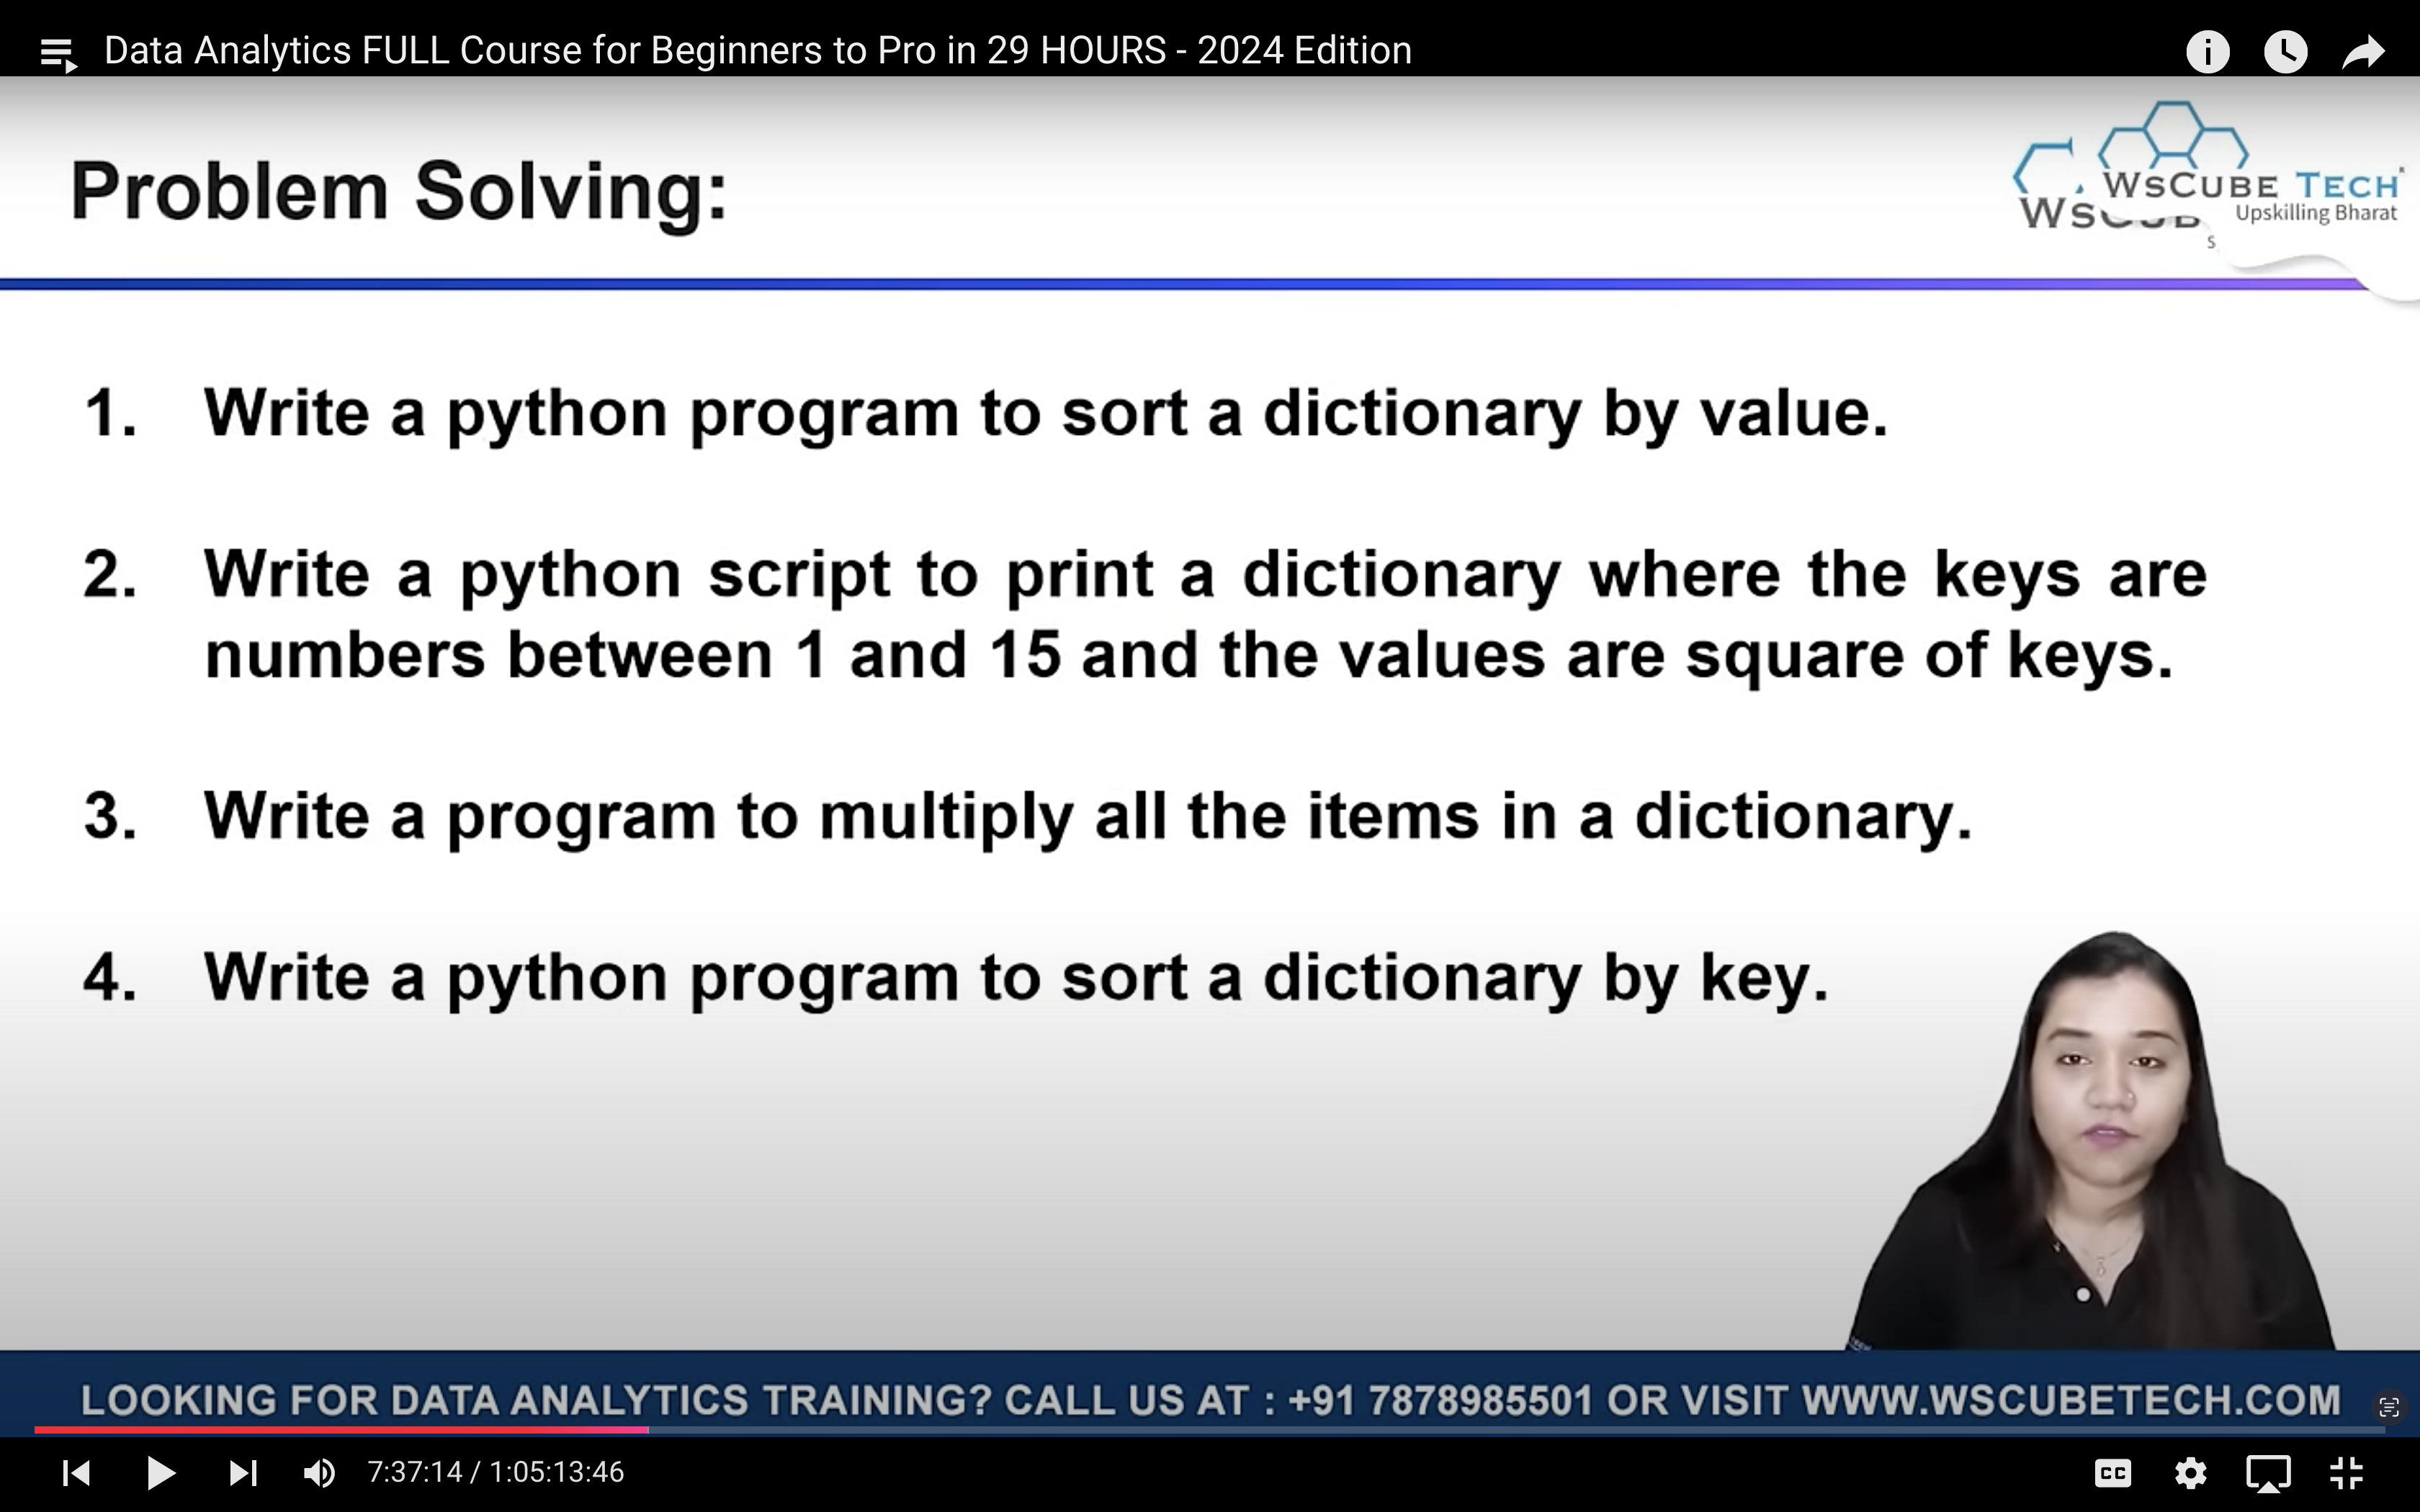 Data Analytics FULL Course for Beginners to Pro in 29 HOURS - 2024 Edition
Problem Solving:
WSCUBE TECH
Upskilling Bharat
1. Write a python program to sort a dictionary by value.
2. Write a python script to print a dictionary where the keys are
numbers between 1 and 15 and the values are square of keys.
3. Write a program to multiply all the items in a dictionary.
4. Write a python program to sort a dictionary by key.
LOOKING FOR DATA ANALYTICS TRAINING? CALL US AT : +91 7878985501 OR VISIT WWW.WSCUBETECH.COM
7:37:14 / 1:05:13:46
CC